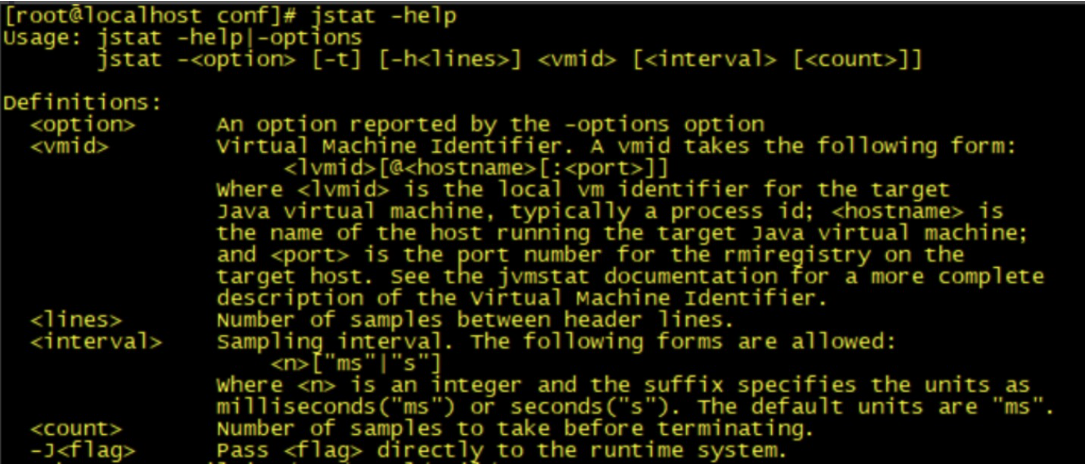 [root@localhost conf]# jstat -help
Usage: jstat -help|-options
jstat -<option> [-t] [-h<lines>] <vmid> [<interval> [<count>]]
Definitions:
<option> An option reported by the -options option
<vmid> Virtual Machine Identifier. A vmid takes the following form:
<lvmid>[@<hostname>[:<port>]]
Where <lvmid> is the local vm identifier for the target
Java virtual machine, typically a process id; <hostname> is
the name of the host running the target Java virtual machine;
and <port> is the port number for the rmiregistry on the
target host. See the jvmstat documentation for a more complete
description of the Virtual Machine Identifier.
<lines> Number of samples between header lines.
<interval> Sampling interval. The following forms are allowed:
<n>["ms"|"s"]
Where <n> is an integer and the suffix specifies the units as
milliseconds("ms") or seconds("s"). The default units are "ms".
<count> Number of samples to take before terminating.
-J<flag> Pass <flag> directly to the runtime system.